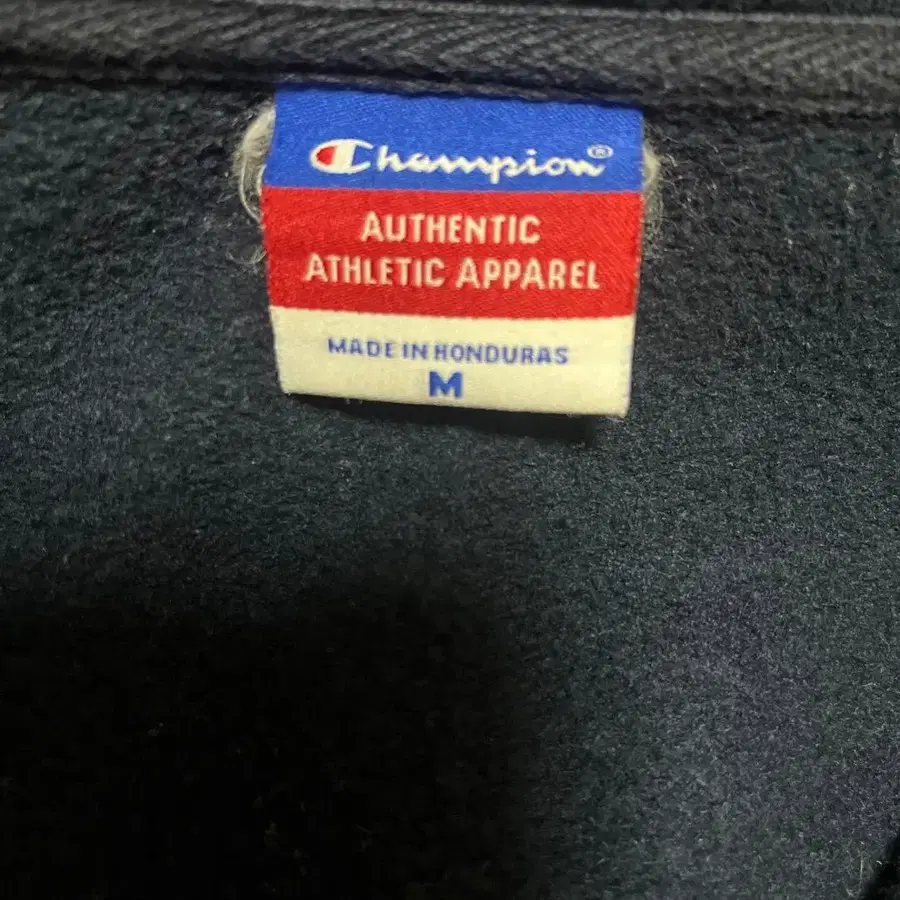 Champion®
AUTHENTIC
ATHLETIC APPAREL
MADE IN HONDURAS
M